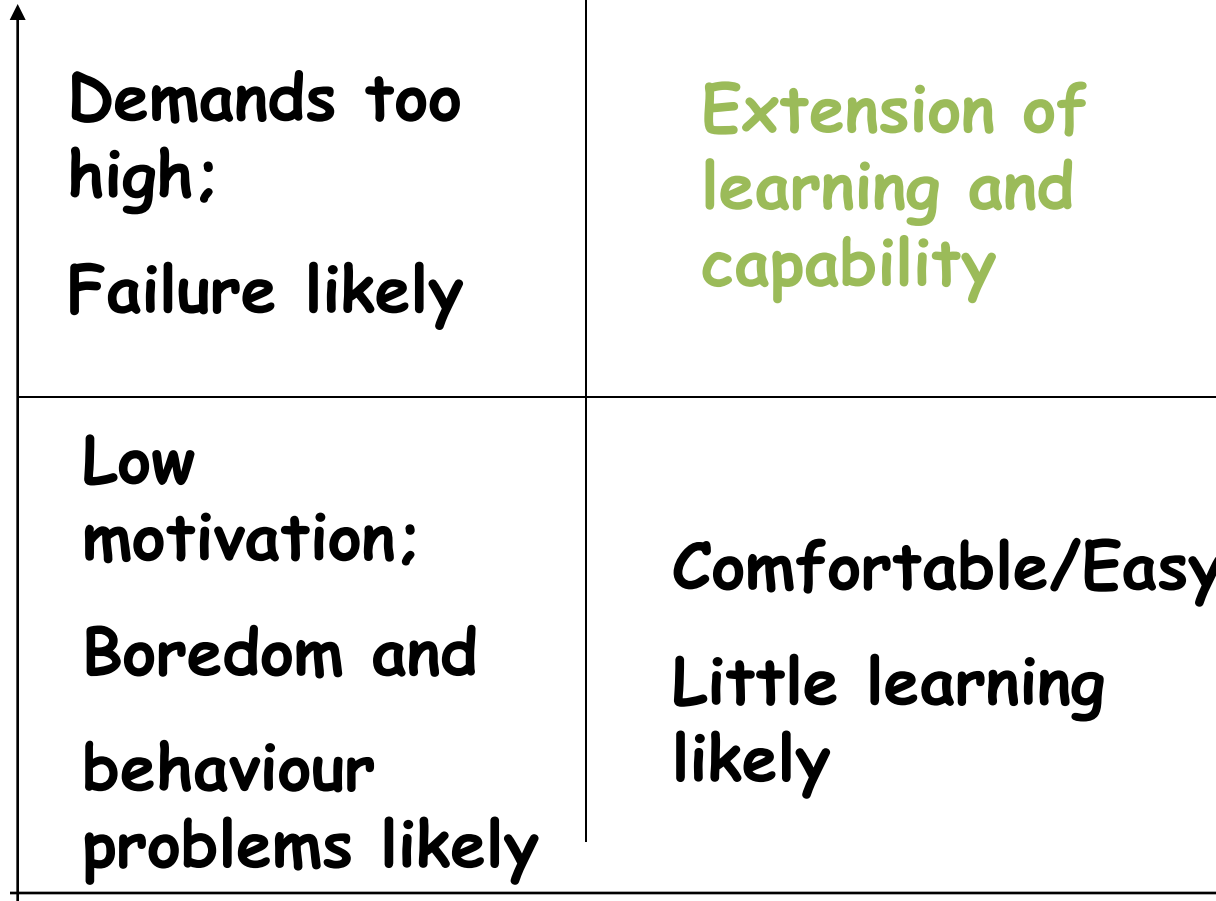 Demands too
high;
Failure likely
Extension of
learning and
capability
Low
motivation;
Boredom and
behaviour
problems likely
Comfortable/Easy
Little learning
likely